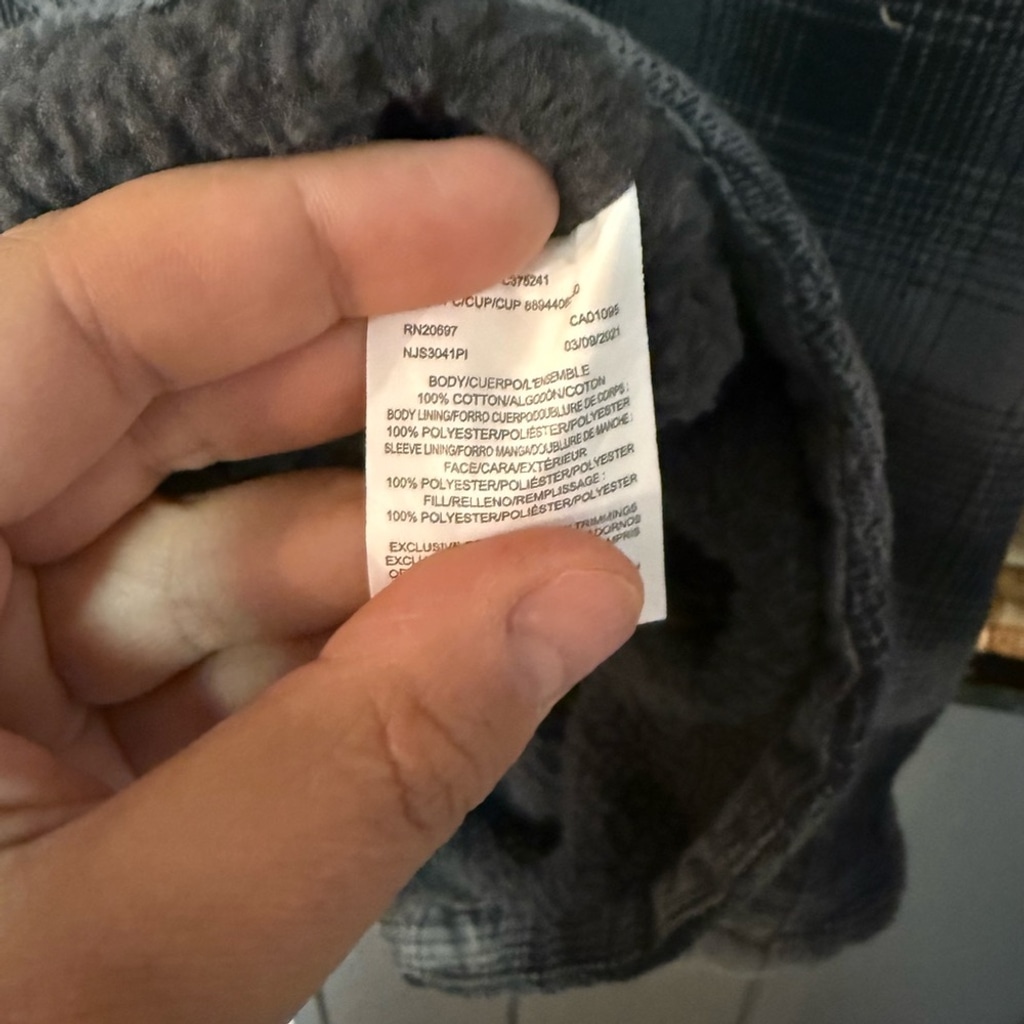 C375241
C/CUP/CUP 8894406
RN20697 CAD1095
NJS3041PI 03/09/2021
BODY/CUERPO/L'ENSEMBLE
100% COTTON/ALGODÓN/COTON
BODY LINING/FORRO CUERPO/DOUBLURE DE CORPS :
100% POLYESTER/POLIÉSTER/POLYESTER
SLEEVE LINING/FORRO MANGA/DOUBLURE DE MANCHE :
FACE/CARA/EXTÉRIEUR
100% POLYESTER/POLIÉSTER/POLYESTER
FILL/RELLENO/REMPLISSAGE :
100% POLYESTER/POLIÉSTER/POLYESTER
TRIMMINGS